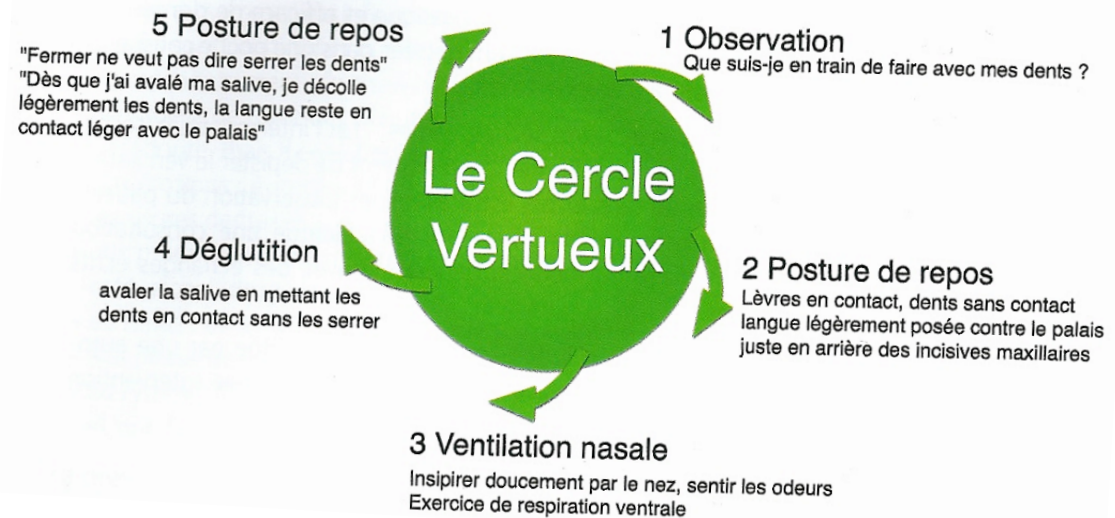 Le Cercle
Vertueux
1 Observation
Que suis-je en train de faire avec mes dents ?
2 Posture de repos
Lèvres en contact, dents sans contact
langue légèrement posée contre le palais
juste en arrière des incisives maxillaires
3 Ventilation nasale
Insipirer doucement par le nez, sentir les odeurs
Exercice de respiration ventrale
4 Déglutition
avaler la salive en mettant les
dents en contact sans les serrer
5 Posture de repos
"Fermer ne veut pas dire serrer les dents"
"Dès que j'ai avalé ma salive, je décolle
légèrement les dents, la langue reste en
contact léger avec le palais"